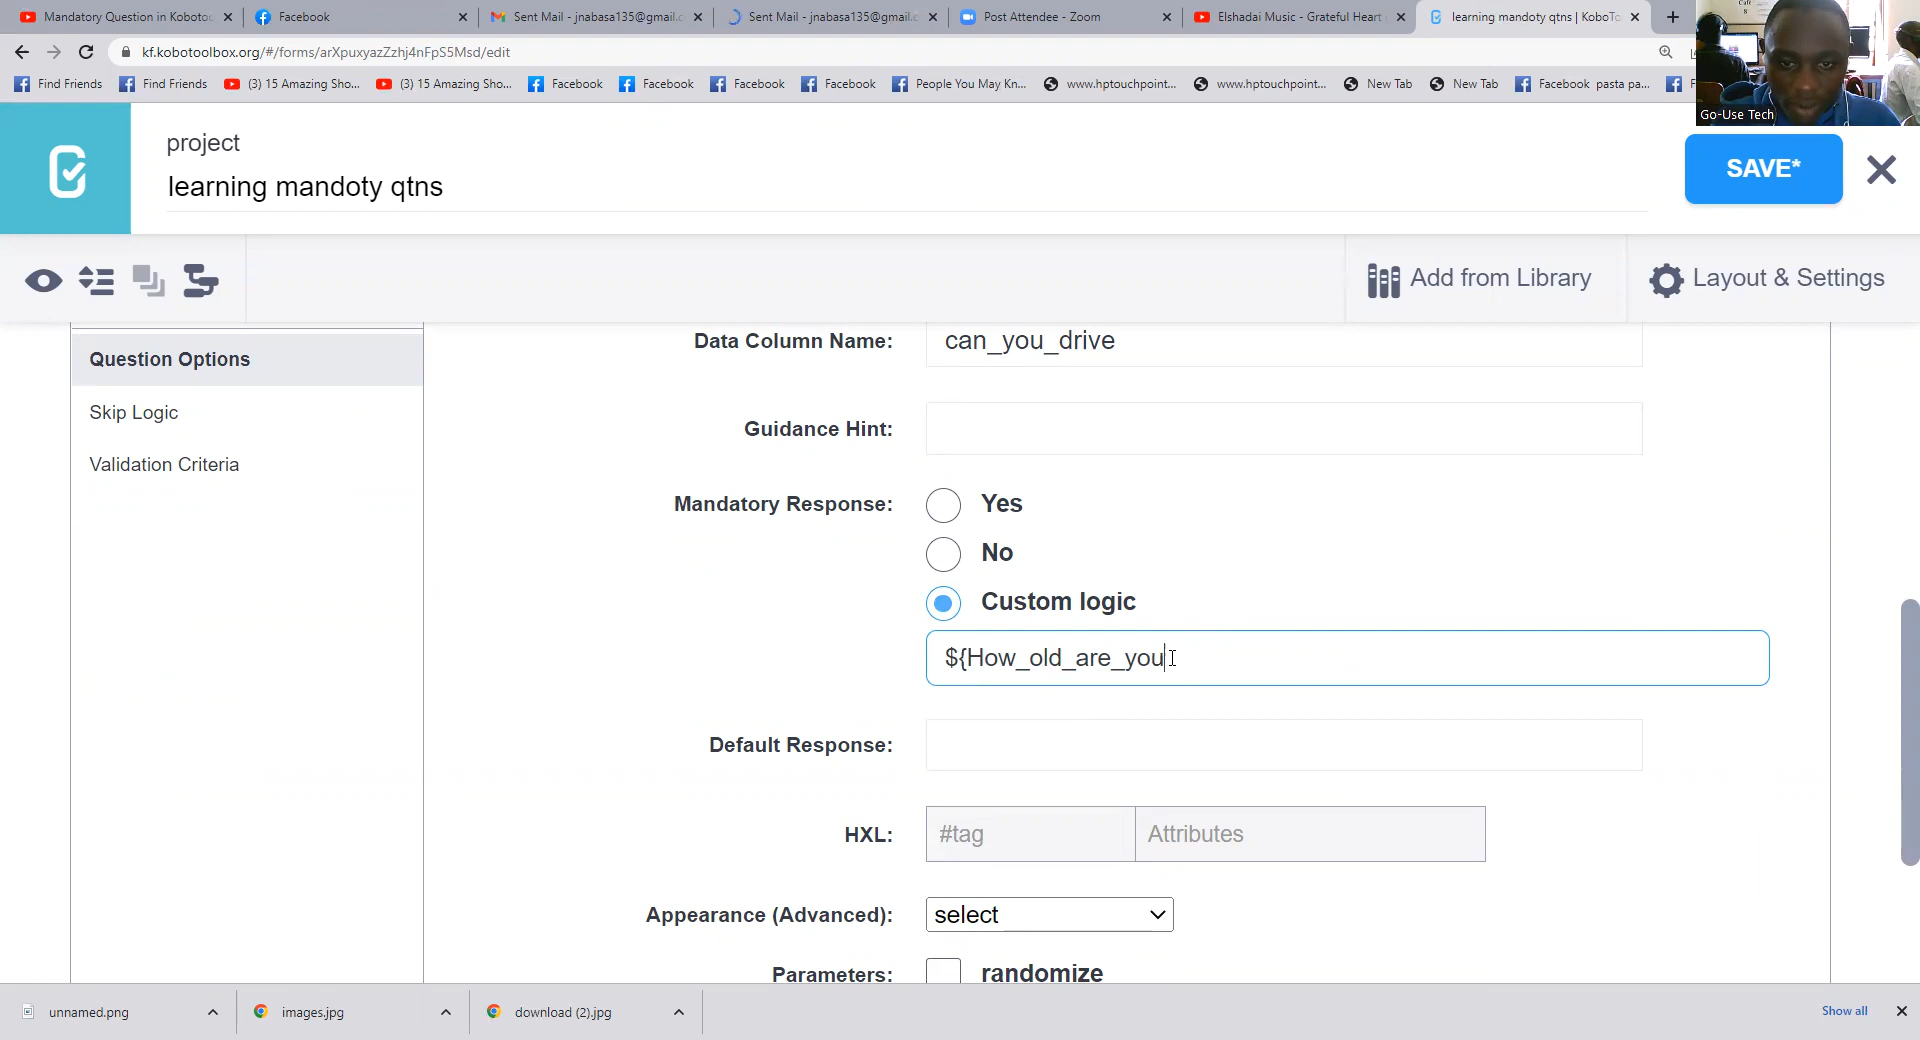 Mandatory Question in Kobotoo
Facebook
Sent Mail - jnabasa135@gmail.c
Sent Mail - jnabasa135@gmail.c
Post Attendee - Zoom
Elshadai Music - Grateful Heart
learning mandoty qtns | KoboTo
kf.kobotoolbox.org/#/forms/arXpuxyazZzhj4nFpS5Msd/edit
Find Friends
Find Friends
(3) 15 Amazing Sho...
(3) 15 Amazing Sho...
Facebook
Facebook
Facebook
Facebook
People You May Kn...
www.hptouchpoint...
www.hptouchpoint...
New Tab
New Tab
Facebook pasta pa...
Go-Use Tech
project
learning mandoty qtns
SAVE*
Add from Library
Layout & Settings
Question Options
Skip Logic
Validation Criteria
Data Column Name:
can_you_drive
Guidance Hint:
Mandatory Response:
Yes
No
Custom logic
${How_old_are_you
Default Response:
HXL:
#tag
Attributes
Appearance (Advanced):
select
Parameters:
randomize
unnamed.png
images.jpg
download (2).jpg
Show all